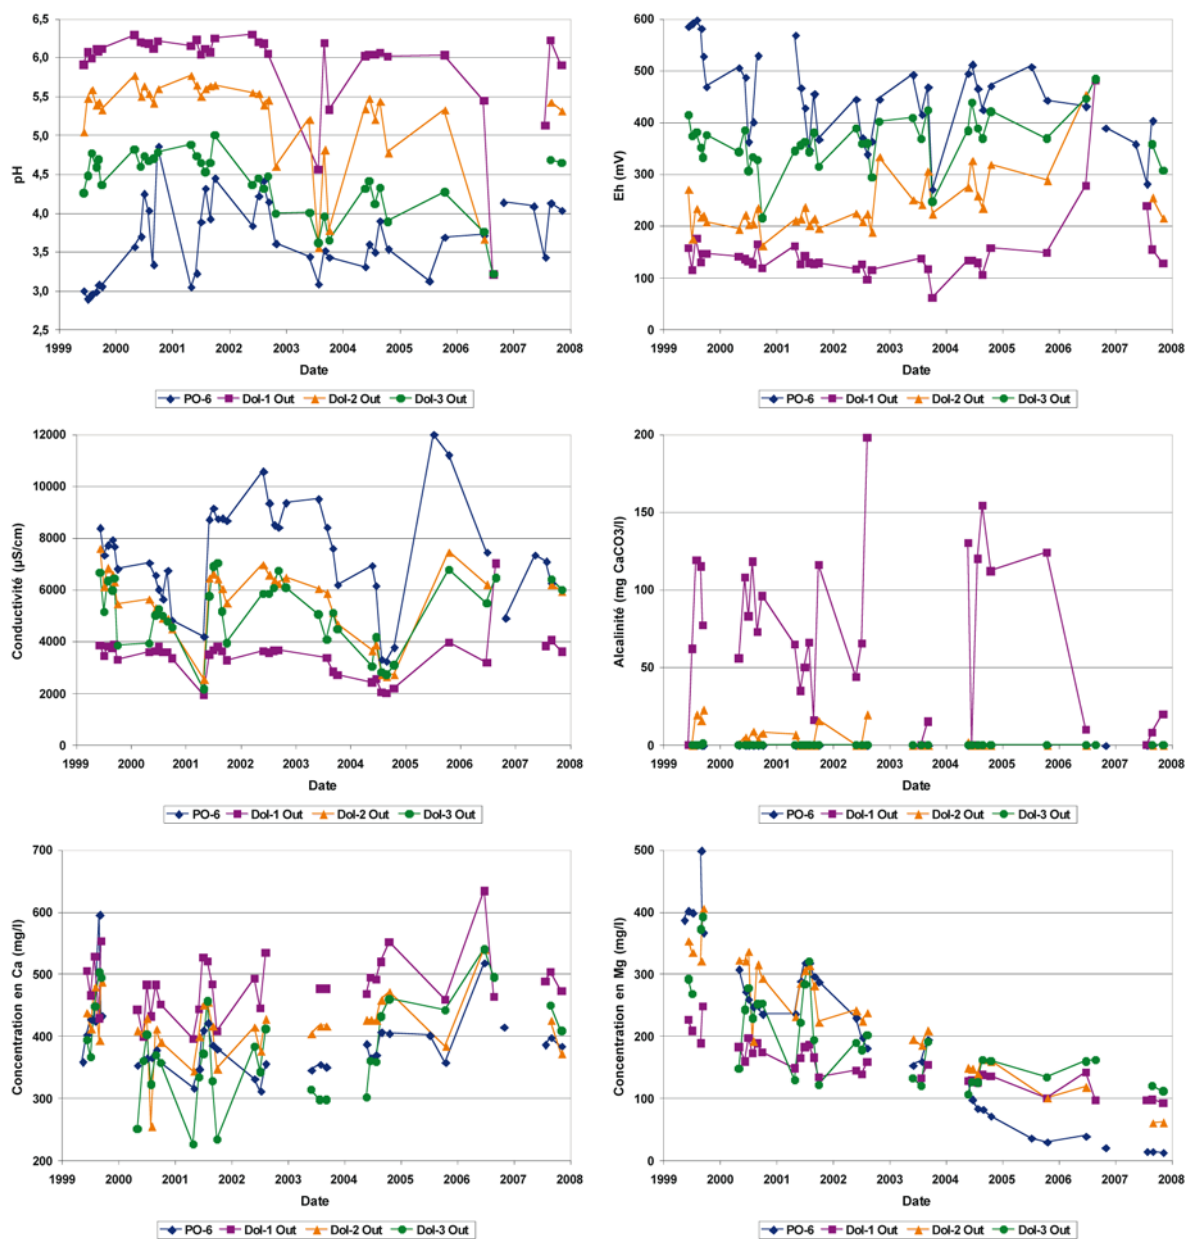 pH
6,5
6,0
5,5
5,0
4,5
4,0
3,5
3,0
2,5
1999 2000 2001 2002 2003 2004 2005 2006 2007 2008
Date
PO-6 Dol-1 Out Dol-2 Out Dol-3 Out
Eh (mV)
600
500
400
300
200
100
0
1999 2000 2001 2002 2003 2004 2005 2006 2007 2008
Date
PO-6 Dol-1 Out Dol-2 Out Dol-3 Out
Conductivité (µS/cm)
12000
10000
8000
6000
4000
2000
0
1999 2000 2001 2002 2003 2004 2005 2006 2007 2008
Date
PO-6 Dol-1 Out Dol-2 Out Dol-3 Out
Alcalinité (mg CaCO3/l)
200
150
100
50
0
1999 2000 2001 2002 2003 2004 2005 2006 2007 2008
Date
PO-6 Dol-1 Out Dol-2 Out Dol-3 Out
Concentration en Ca (mg/l)
700
600
500
400
300
200
1999 2000 2001 2002 2003 2004 2005 2006 2007 2008
Date
PO-6 Dol-1 Out Dol-2 Out Dol-3 Out
Concentration en Mg (mg/l)
500
400
300
200
100
0
1999 2000 2001 2002 2003 2004 2005 2006 2007 2008
Date
PO-6 Dol-1 Out Dol-2 Out Dol-3 Out